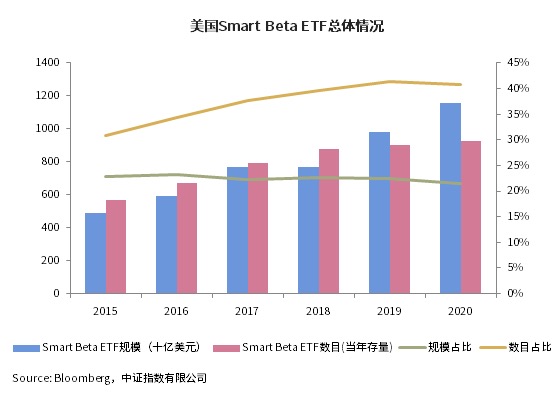 美国Smart Beta ETF总体情况
1400 45%
1200 40%
1000 35%
800 30%
600 25%
400 20%
200 15%
0 10%
5%
0%
2015 2016 2017 2018 2019 2020
Smart Beta ETF规模（十亿美元） Smart Beta ETF数目(当年存量) 规模占比 数目占比
Source: Bloomberg，中证指数有限公司